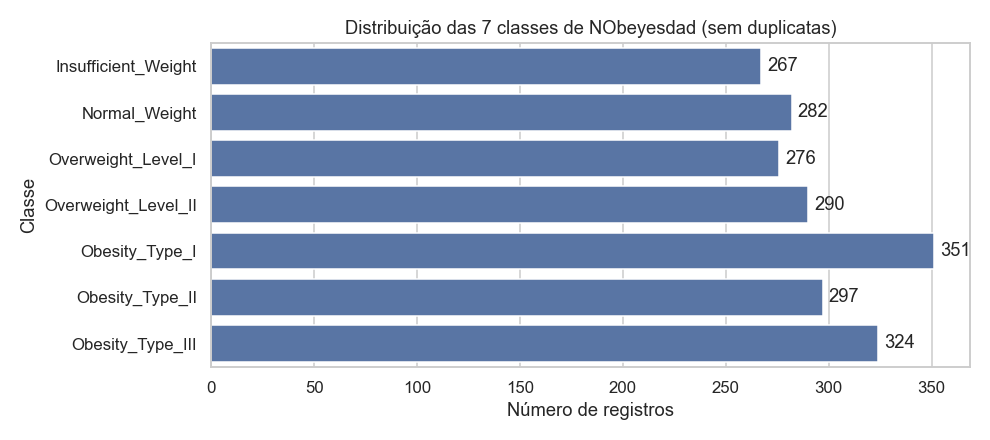 Distribuição das 7 classes de NObeyesdad (sem duplicatas)
Classe
Insufficient_Weight 267
Normal_Weight 282
Overweight_Level_I 276
Overweight_Level_II 290
Obesity_Type_I 351
Obesity_Type_II 297
Obesity_Type_III 324
0 50 100 150 200 250 300 350
Número de registros